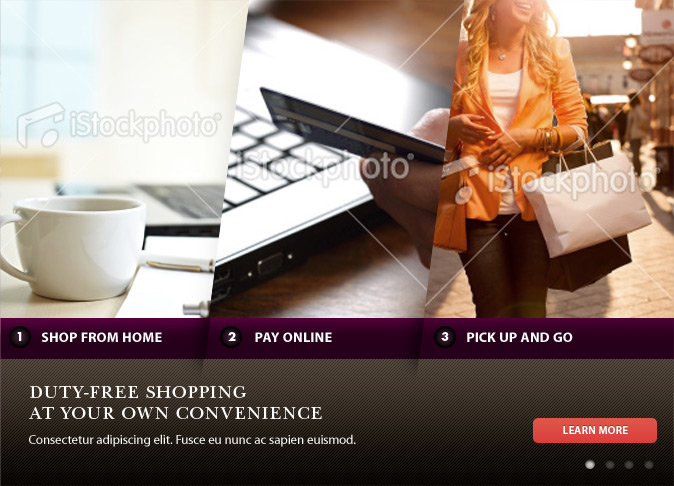 iStockphoto
iStockphoto
iStockphoto
1 SHOP FROM HOME
2 PAY ONLINE
3 PICK UP AND GO
DUTY-FREE SHOPPING
AT YOUR OWN CONVENIENCE
Consectetur adipiscing elit. Fusce eu nunc ac sapien euismod.
LEARN MORE